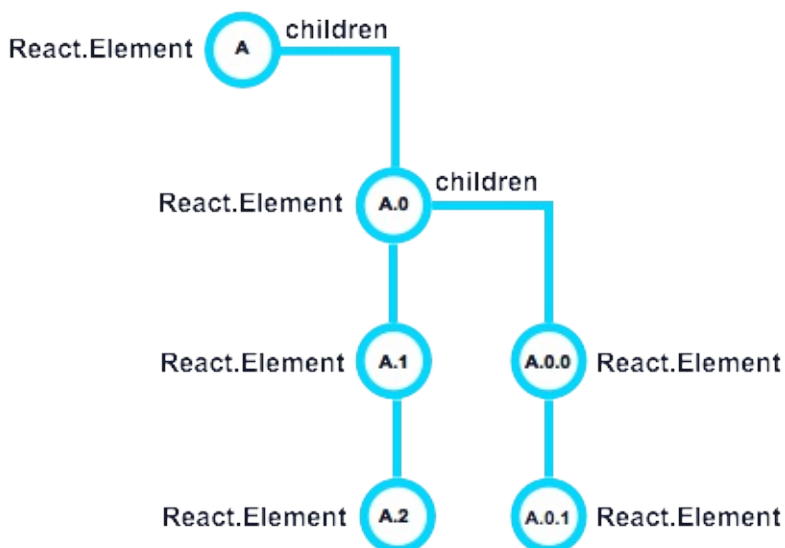 children
React.Element A
children
React.Element A.0
React.Element A.1 A.0.0 React.Element
React.Element A.2 A.0.1 React.Element